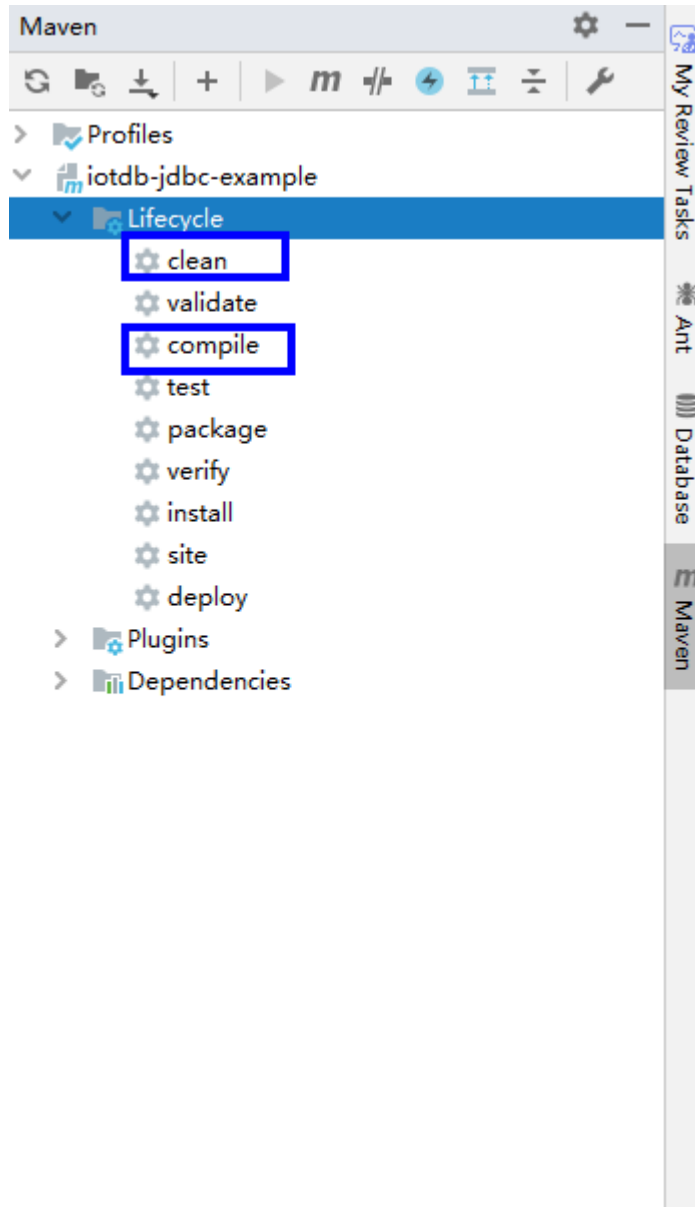 Maven
m
Profiles
iotdb-jdbc-example
Lifecycle
clean
validate
compile
test
package
verify
install
site
deploy
Plugins
Dependencies
My Review Tasks
Ant
Database
Maven